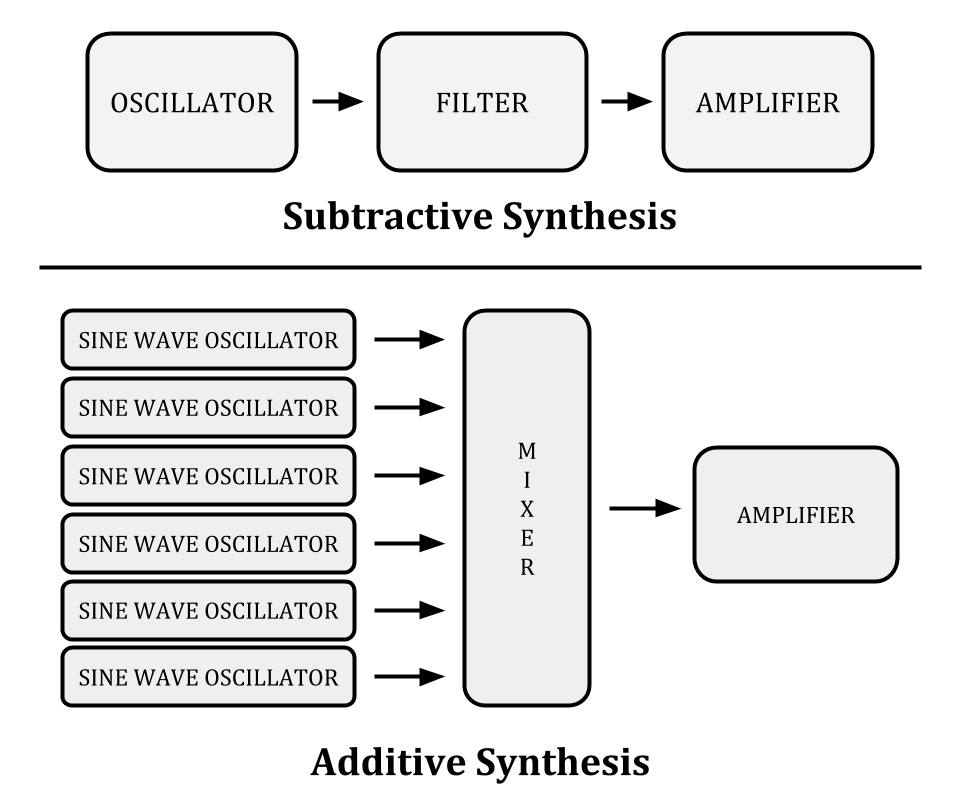 OSCILLATOR
FILTER
AMPLIFIER
Subtractive Synthesis
SINE WAVE OSCILLATOR
SINE WAVE OSCILLATOR
SINE WAVE OSCILLATOR
SINE WAVE OSCILLATOR
SINE WAVE OSCILLATOR
SINE WAVE OSCILLATOR
M
I
X
E
R
AMPLIFIER
Additive Synthesis